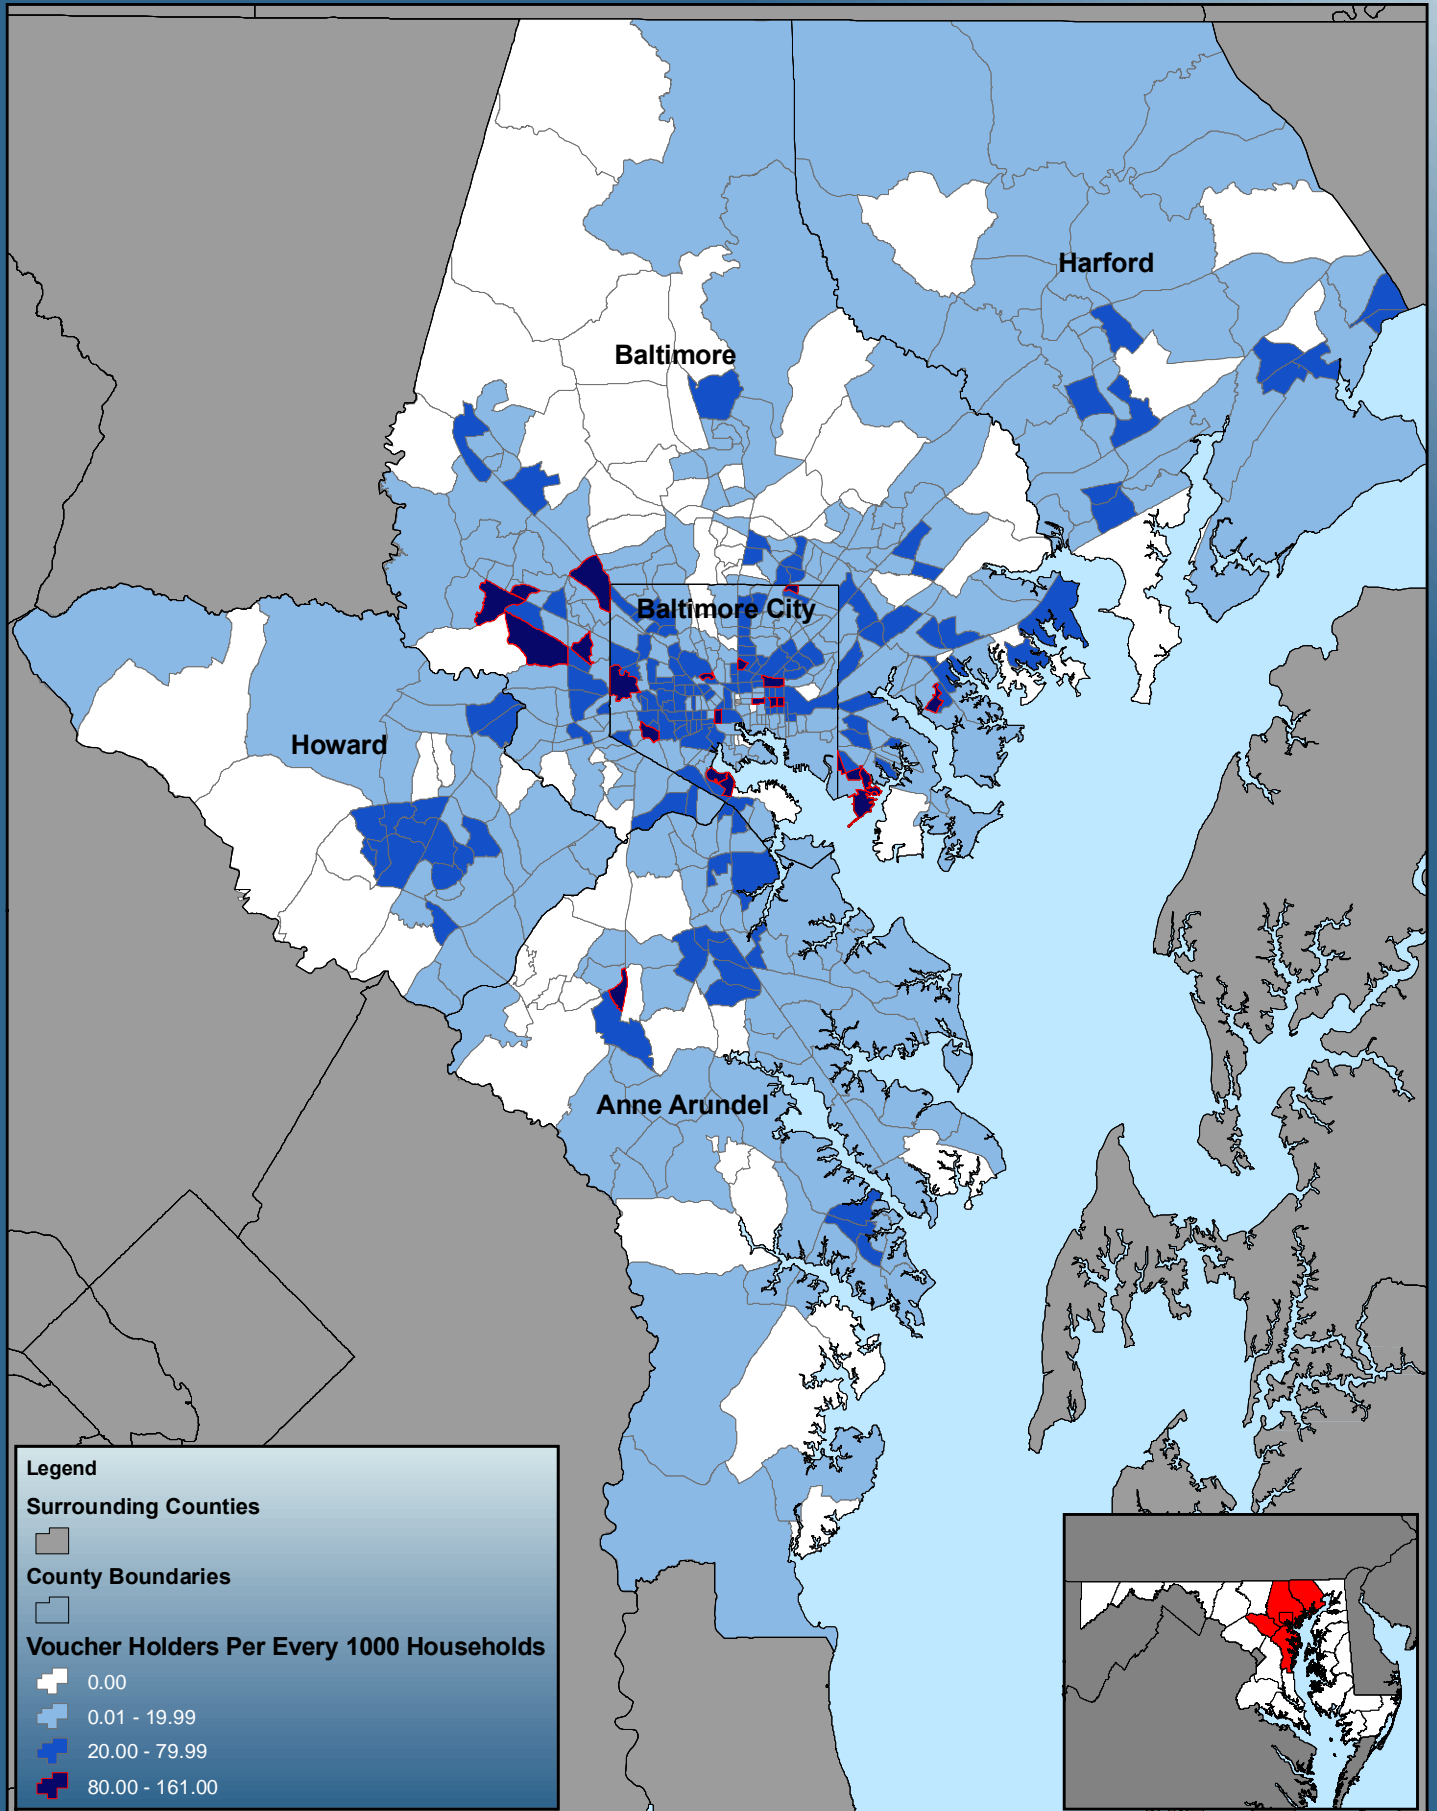 Harford
Baltimore
Baltimore City
Howard
Anne Arundel
Legend
Surrounding Counties
County Boundaries
Voucher Holders Per Every 1000 Households
0.00
0.01 - 19.99
20.00 - 79.99
80.00 - 161.00